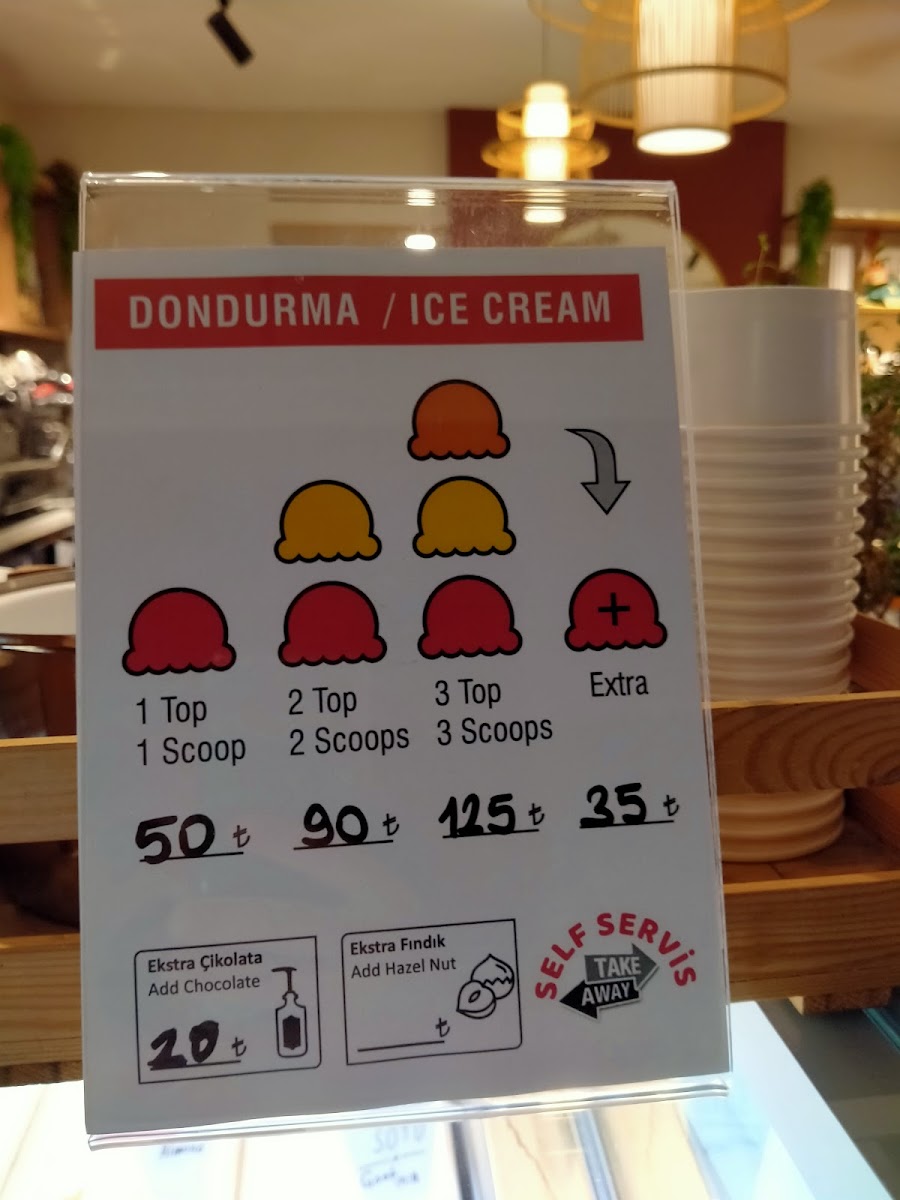 DONDURMA / ICE CREAM
+
1 Top
1 Scoop
2 Top
2 Scoops
3 Top
3 Scoops
Extra
50 ₺
90 ₺
125 ₺
35 ₺
Ekstra Çikolata
Add Chocolate
20 ₺
Ekstra Fındık
Add Hazel Nut
₺
SELF SERVİS
TAKE
AWAY